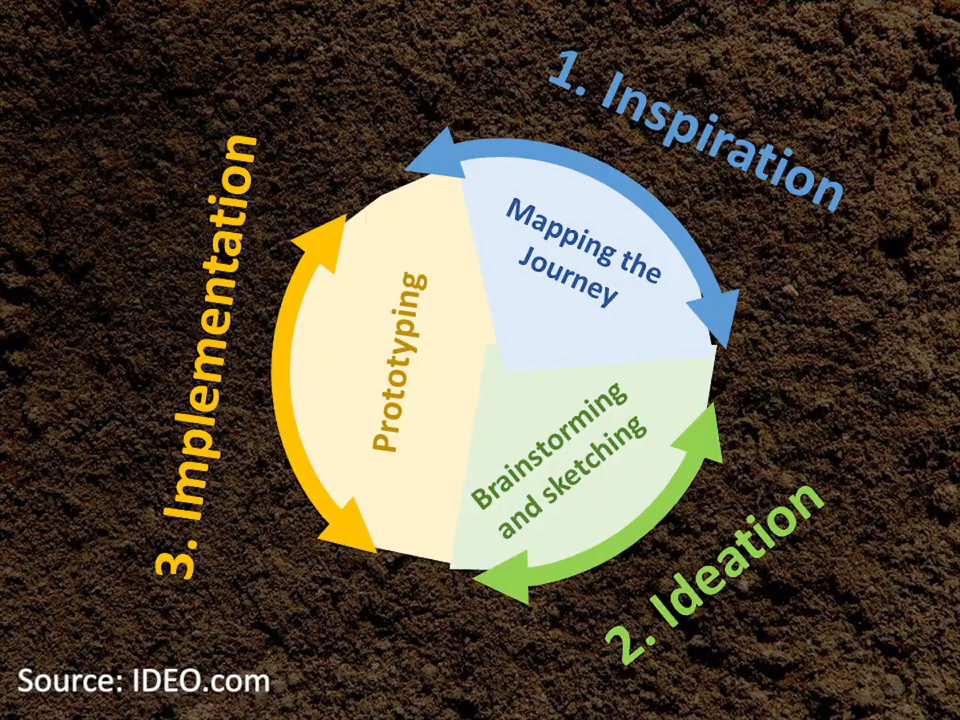 1. Inspiration
Mapping the
Journey
2. Ideation
Brainstorming
and sketching
3. Implementation
Prototyping
Source: IDEO.com